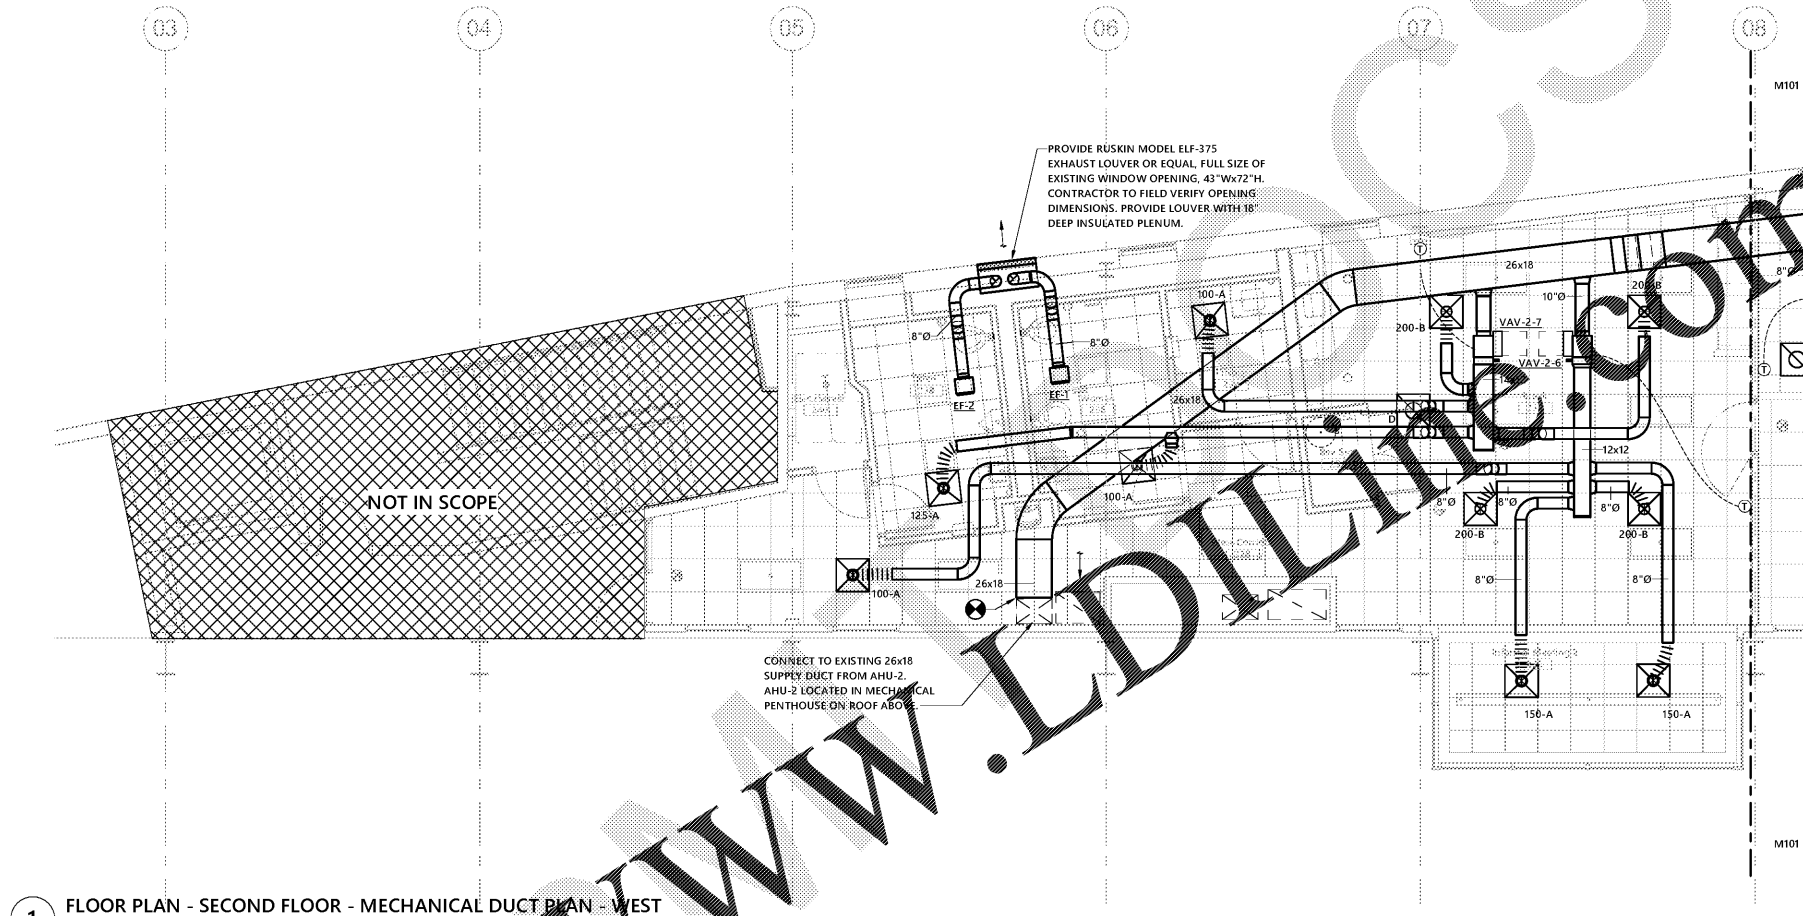 03
04
05
06
07
08
M101
PROVIDE RUSKIN MODEL ELF-375
EXHAUST LOUVER OR EQUAL, FULL SIZE OF
EXISTING WINDOW OPENING, 43"Wx72"H.
CONTRACTOR TO FIELD VERIFY OPENING
DIMENSIONS. PROVIDE LOUVER WITH 18"
DEEP INSULATED PLENUM.
T
26x18
8"Ø
100-A
10"Ø
200-B
8"Ø
8"Ø
200-B
VAV-2-7
VAV-2-6
T
EF-2
EF-1
26x18
D
12x12
NOT IN SCOPE
100-A
8"Ø
8"Ø
8"Ø
T
125-A
200-B
200-B
26x18
100-A
8"Ø
8"Ø
CONNECT TO EXISTING 26x18
SUPPLY DUCT FROM AHU-2.
AHU-2 LOCATED IN MECHANICAL
PENTHOUSE ON ROOF ABOVE.
150-A
150-A
M101
1
FLOOR PLAN - SECOND FLOOR - MECHANICAL DUCT PLAN - WEST
www.LDILine.com